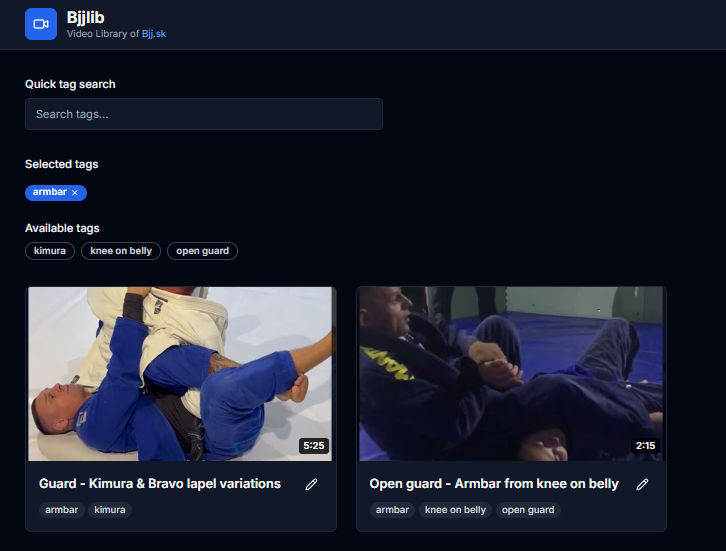 Bjjlib
Video Library of Bjj.sk
Quick tag search
Search tags...
Selected tags
armbar ×
Available tags
kimura
knee on belly
open guard
5:25
2:15
Guard - Kimura & Bravo lapel variations
armbar
kimura
Open guard - Armbar from knee on belly
armbar
knee on belly
open guard